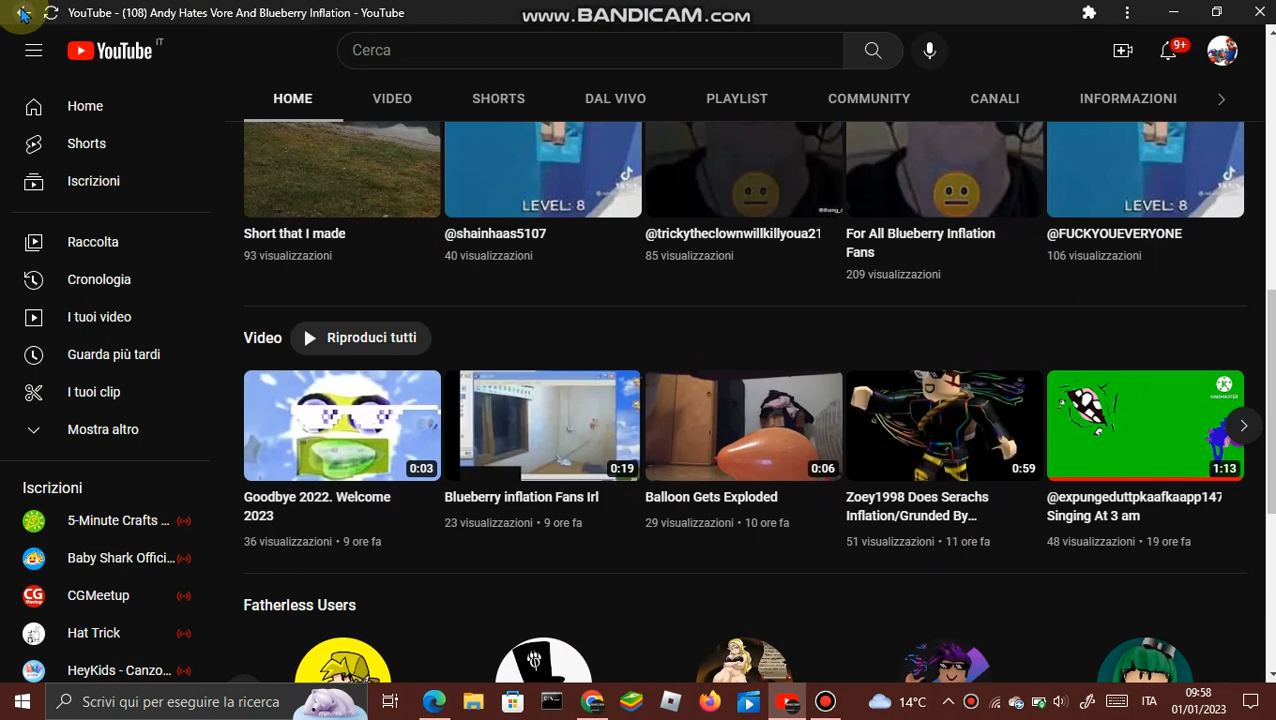 YouTube - (108) Andy Hates Vore And Blueberry Inflation - YouTube
www.BANDICAM.com
YouTube IT
Cerca
9+
Home
Shorts
Iscrizioni
Raccolta
Cronologia
I tuoi video
Guarda più tardi
I tuoi clip
Mostra altro
Iscrizioni
5-Minute Crafts ...
Baby Shark Offici...
CGMeetup
Hat Trick
HeyKids - Canzo...
HOME VIDEO SHORTS DAL VIVO PLAYLIST COMMUNITY CANALI INFORMAZIONI
LEVEL: 8
TikTok
LEVEL: 8
Short that I made
93 visualizzazioni
@shainhaas5107
40 visualizzazioni
@trickytheclownwillkillyoua21
85 visualizzazioni
For All Blueberry Inflation
Fans
209 visualizzazioni
@FUCKYOUEVERYONE
106 visualizzazioni
Video
Riproduci tutti
0:03
0:19
0:06
0:59
KINEMASTER
1:13
Goodbye 2022. Welcome
2023
36 visualizzazioni • 9 ore fa
Blueberry inflation Fans Irl
23 visualizzazioni • 9 ore fa
Balloon Gets Exploded
29 visualizzazioni • 10 ore fa
Zoey1998 Does Serachs
Inflation/Grunded By...
51 visualizzazioni • 11 ore fa
@expungeduttpkaafkaapp147
Singing At 3 am
48 visualizzazioni • 19 ore fa
Fatherless Users
Scrivi qui per eseguire la ricerca
14°C
ITA
09:58
01/01/2023